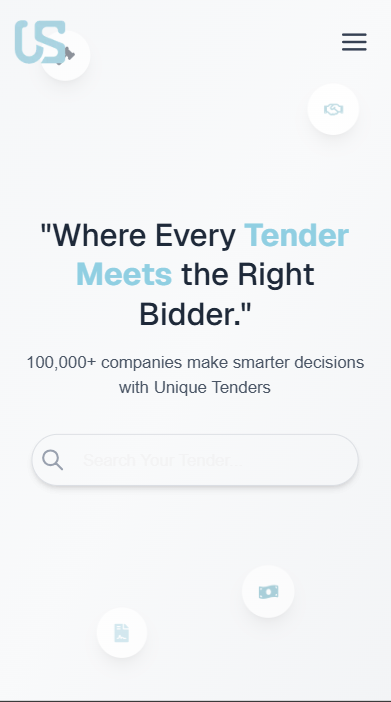 US
"Where Every Tender
Meets the Right
Bidder."
100,000+ companies make smarter decisions
with Unique Tenders
Search Your Tender